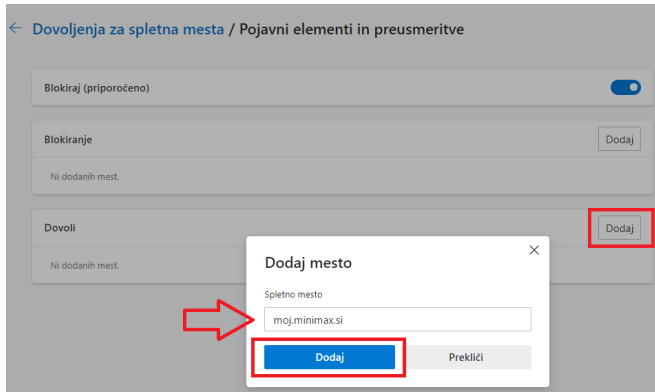 Dovoljenja za spletna mesta / Pojavni elementi in preusmeritve
Blokiraj (priporočeno)
Blokiranje
Dodaj
Ni dodanih mest.
Dovoli
Dodaj
Ni dodanih mest.
Dodaj mesto
Spletno mesto
moj.minimax.si
Dodaj
Prekliči